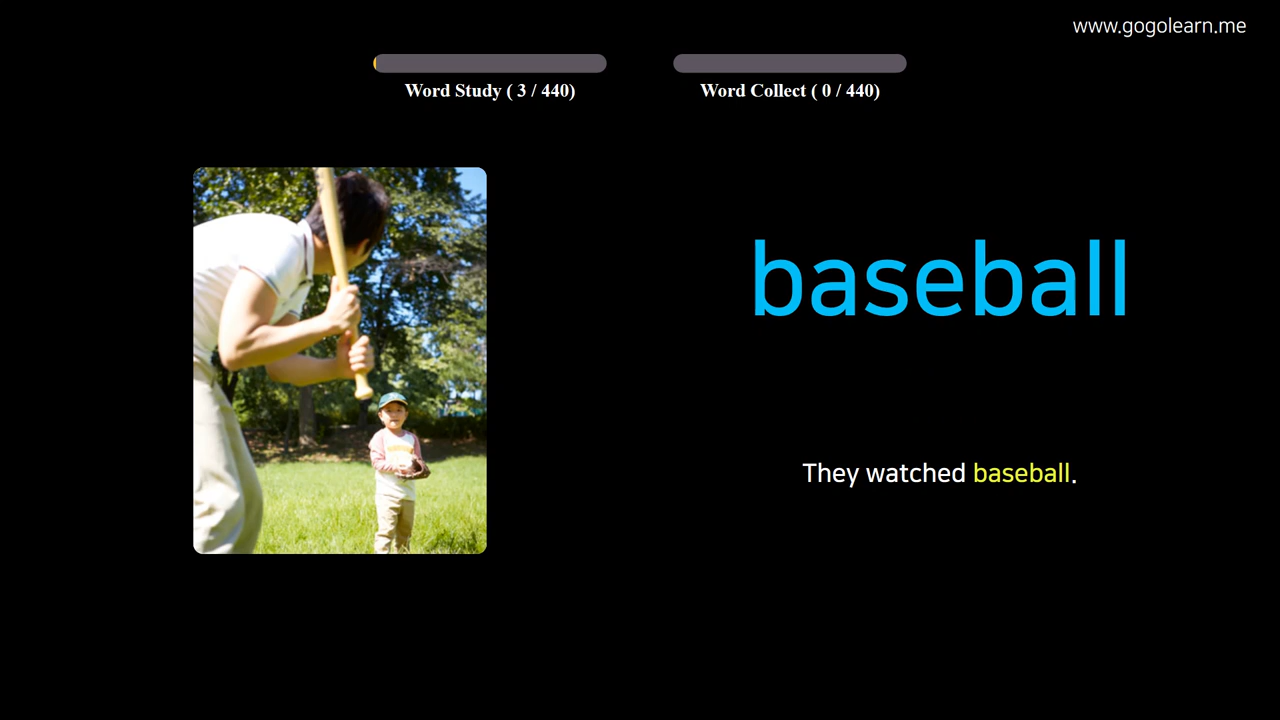 www.gogolearn.me
Word Study ( 3 / 440)
Word Collect ( 0 / 440)
baseball
They watched baseball.